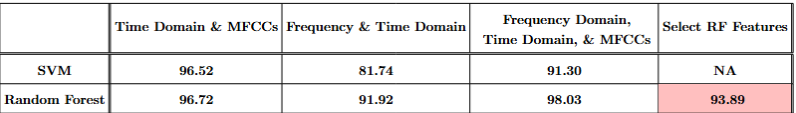 Time Domain & MFCCs Frequency & Time Domain Frequency Domain, Time Domain, & MFCCs Select RF Features
SVM 96.52 81.74 91.30 NA
Random Forest 96.72 91.92 98.03 93.89